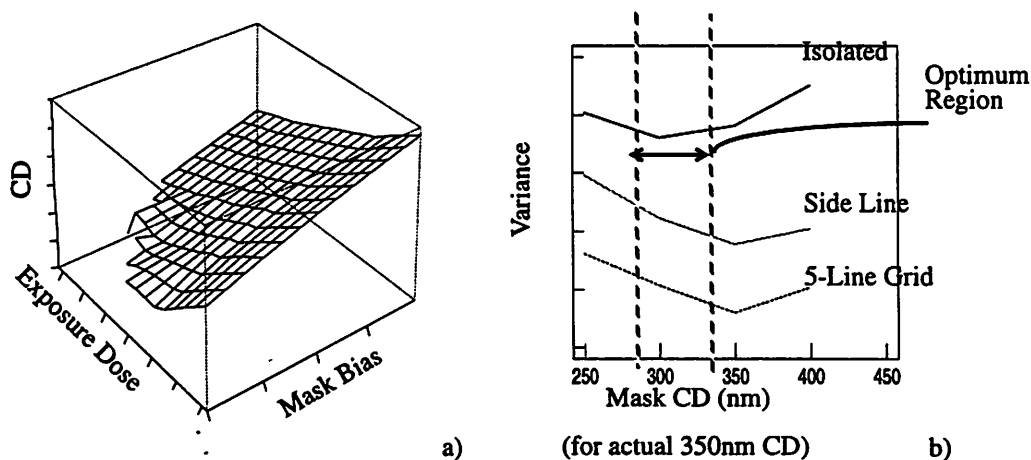 CD
Exposure Dose
Mask Bias
a)
Variance
Isolated
Optimum
Region
Side Line
5-Line Grid
250 300 350 400 450
Mask CD (nm)
(for actual 350nm CD)
b)